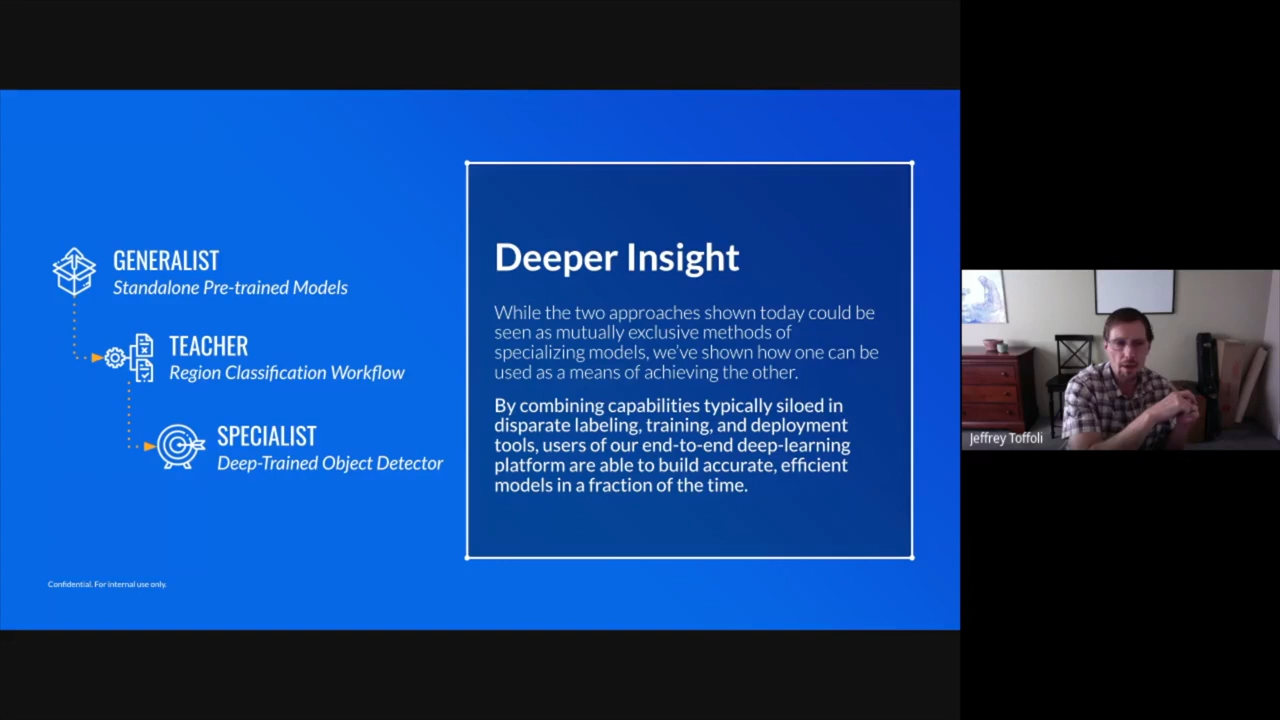 GENERALIST
Standalone Pre-trained Models
TEACHER
Region Classification Workflow
SPECIALIST
Deep-Trained Object Detector
Deeper Insight
While the two approaches shown today could be
seen as mutually exclusive methods of
specializing models, we've shown how one can be
used as a means of achieving the other.
By combining capabilities typically siloed in
disparate labeling, training, and deployment
tools, users of our end-to-end deep-learning
platform are able to build accurate, efficient
models in a fraction of the time.
Confidential. For internal use only.
Jeffrey Toffoli